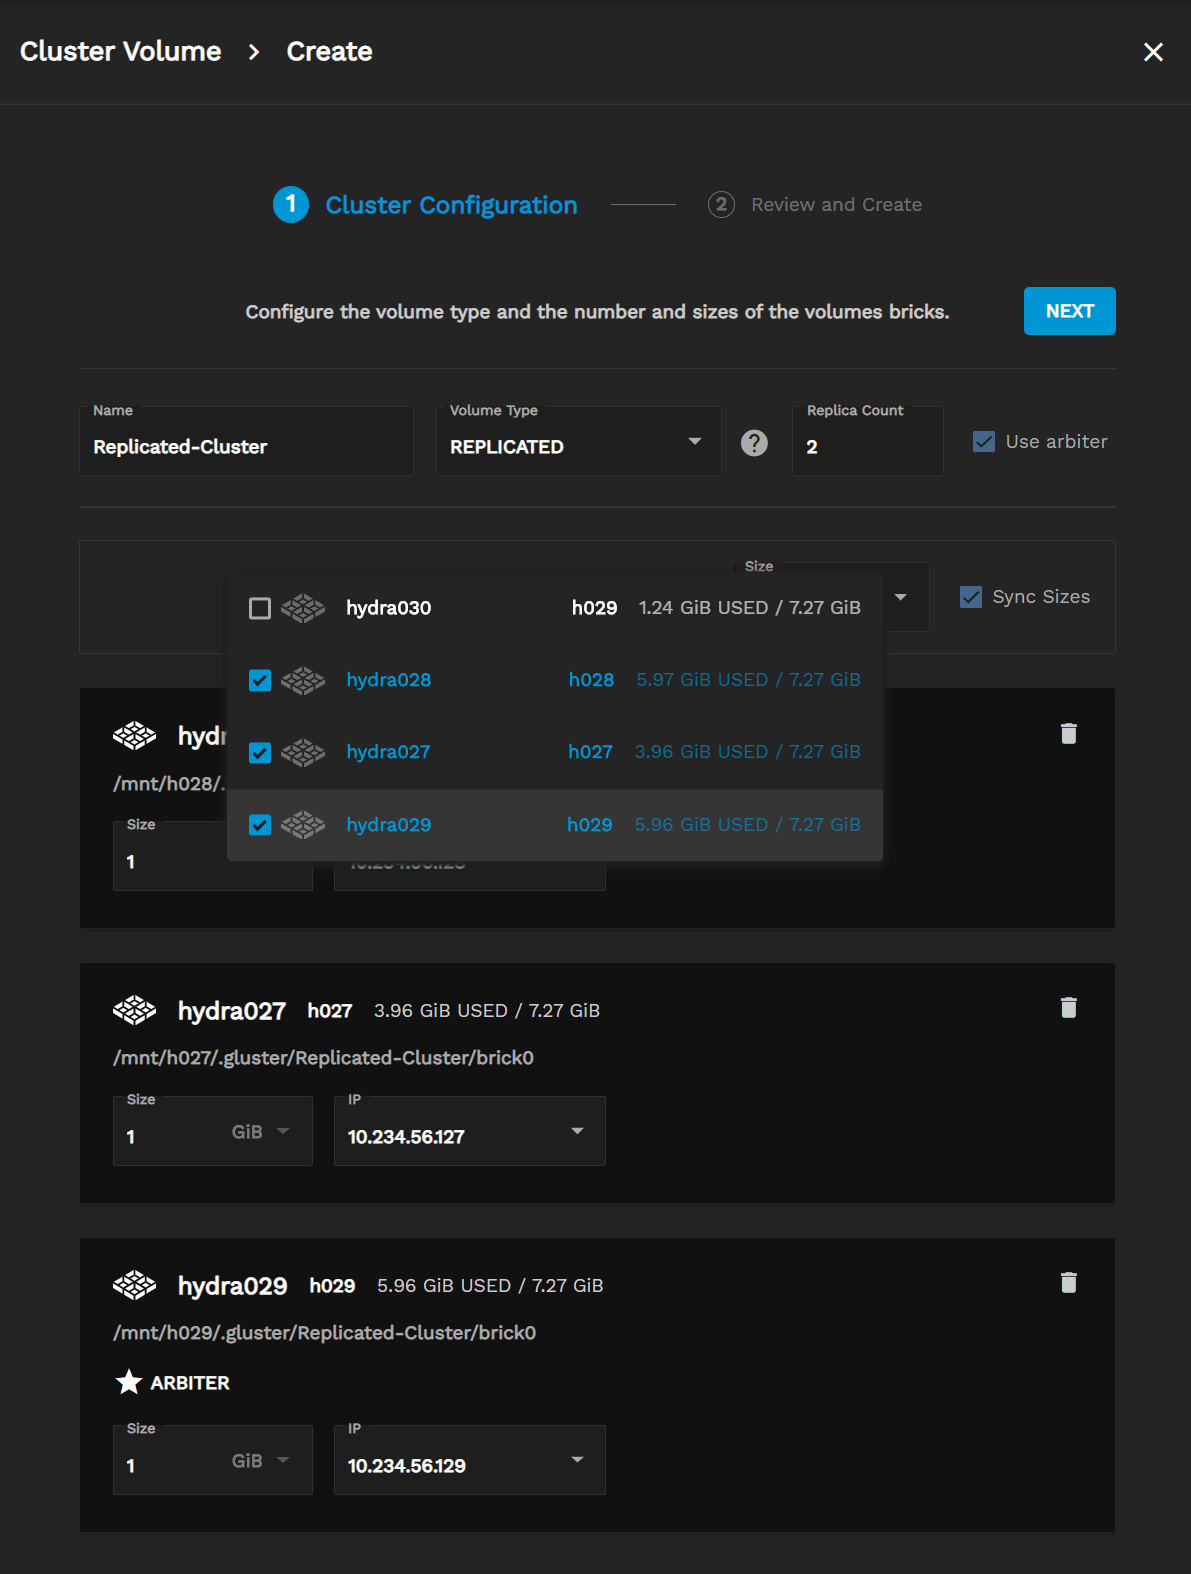 Cluster Volume > Create
1 Cluster Configuration
2 Review and Create
Configure the volume type and the number and sizes of the volumes bricks.
NEXT
Name
Replicated-Cluster
Volume Type
REPLICATED
?
Replica Count
2
Use arbiter
Size
Sync Sizes
hydra030 h029 1.24 GiB USED / 7.27 GiB
hydra028 h028 5.97 GiB USED / 7.27 GiB
hydra027 h027 3.96 GiB USED / 7.27 GiB
hydra029 h029 5.96 GiB USED / 7.27 GiB
/mnt/h028/.
Size
1
hydra027 h027 3.96 GiB USED / 7.27 GiB
/mnt/h027/.gluster/Replicated-Cluster/brick0
Size
1 GiB
IP
10.234.56.127
hydra029 h029 5.96 GiB USED / 7.27 GiB
/mnt/h029/.gluster/Replicated-Cluster/brick0
ARBITER
Size
1 GiB
IP
10.234.56.129